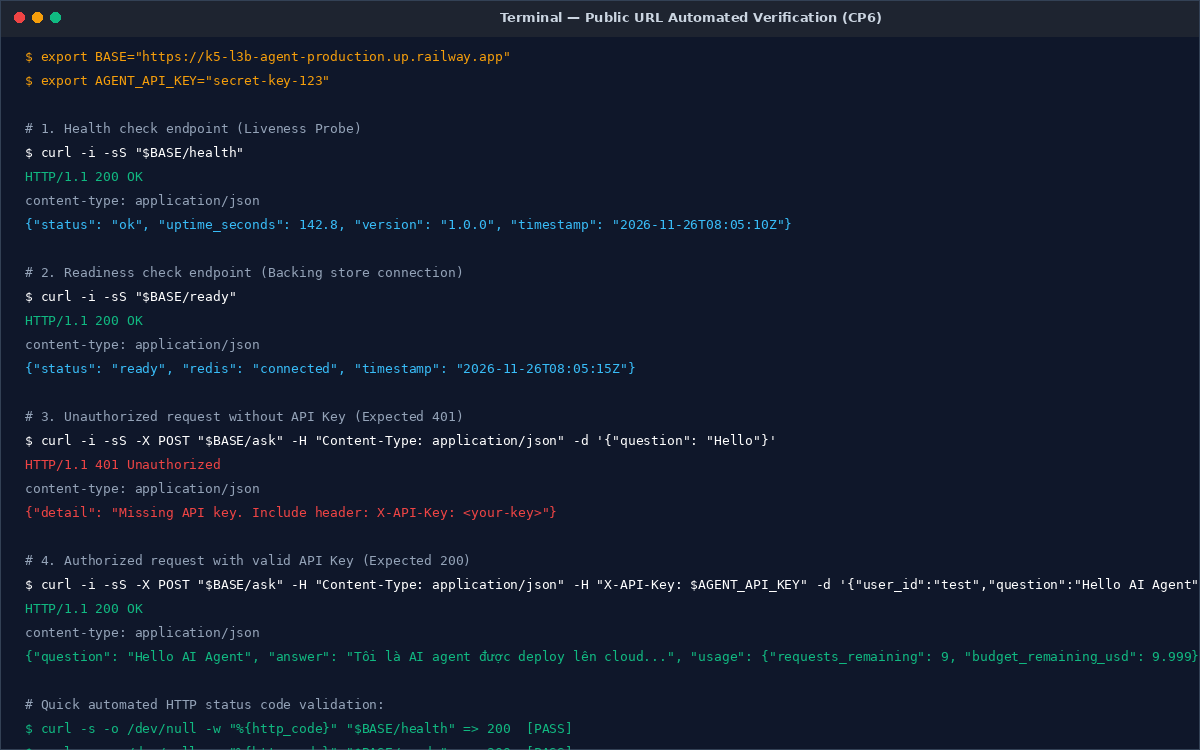 Terminal — Public URL Automated Verification (CP6)
$ export BASE="https://k5-l3b-agent-production.up.railway.app"
$ export AGENT_API_KEY="secret-key-123"
# 1. Health check endpoint (Liveness Probe)
$ curl -i -sS "$BASE/health"
HTTP/1.1 200 OK
content-type: application/json
{"status": "ok", "uptime_seconds": 142.8, "version": "1.0.0", "timestamp": "2026-11-26T08:05:10Z"}
# 2. Readiness check endpoint (Backing store connection)
$ curl -i -sS "$BASE/ready"
HTTP/1.1 200 OK
content-type: application/json
{"status": "ready", "redis": "connected", "timestamp": "2026-11-26T08:05:15Z"}
# 3. Unauthorized request without API Key (Expected 401)
$ curl -i -sS -X POST "$BASE/ask" -H "Content-Type: application/json" -d '{"question": "Hello"}'
HTTP/1.1 401 Unauthorized
content-type: application/json
{"detail": "Missing API key. Include header: X-API-Key: <your-key>"}
# 4. Authorized request with valid API Key (Expected 200)
$ curl -i -sS -X POST "$BASE/ask" -H "Content-Type: application/json" -H "X-API-Key: $AGENT_API_KEY" -d '{"user_id":"test","question":"Hello AI Agent"
HTTP/1.1 200 OK
content-type: application/json
{"question": "Hello AI Agent", "answer": "Tôi là AI agent được deploy lên cloud...", "usage": {"requests_remaining": 9, "budget_remaining_usd": 9.999}
# Quick automated HTTP status code validation:
$ curl -s -o /dev/null -w "%{http_code}" "$BASE/health" => 200  [PASS]